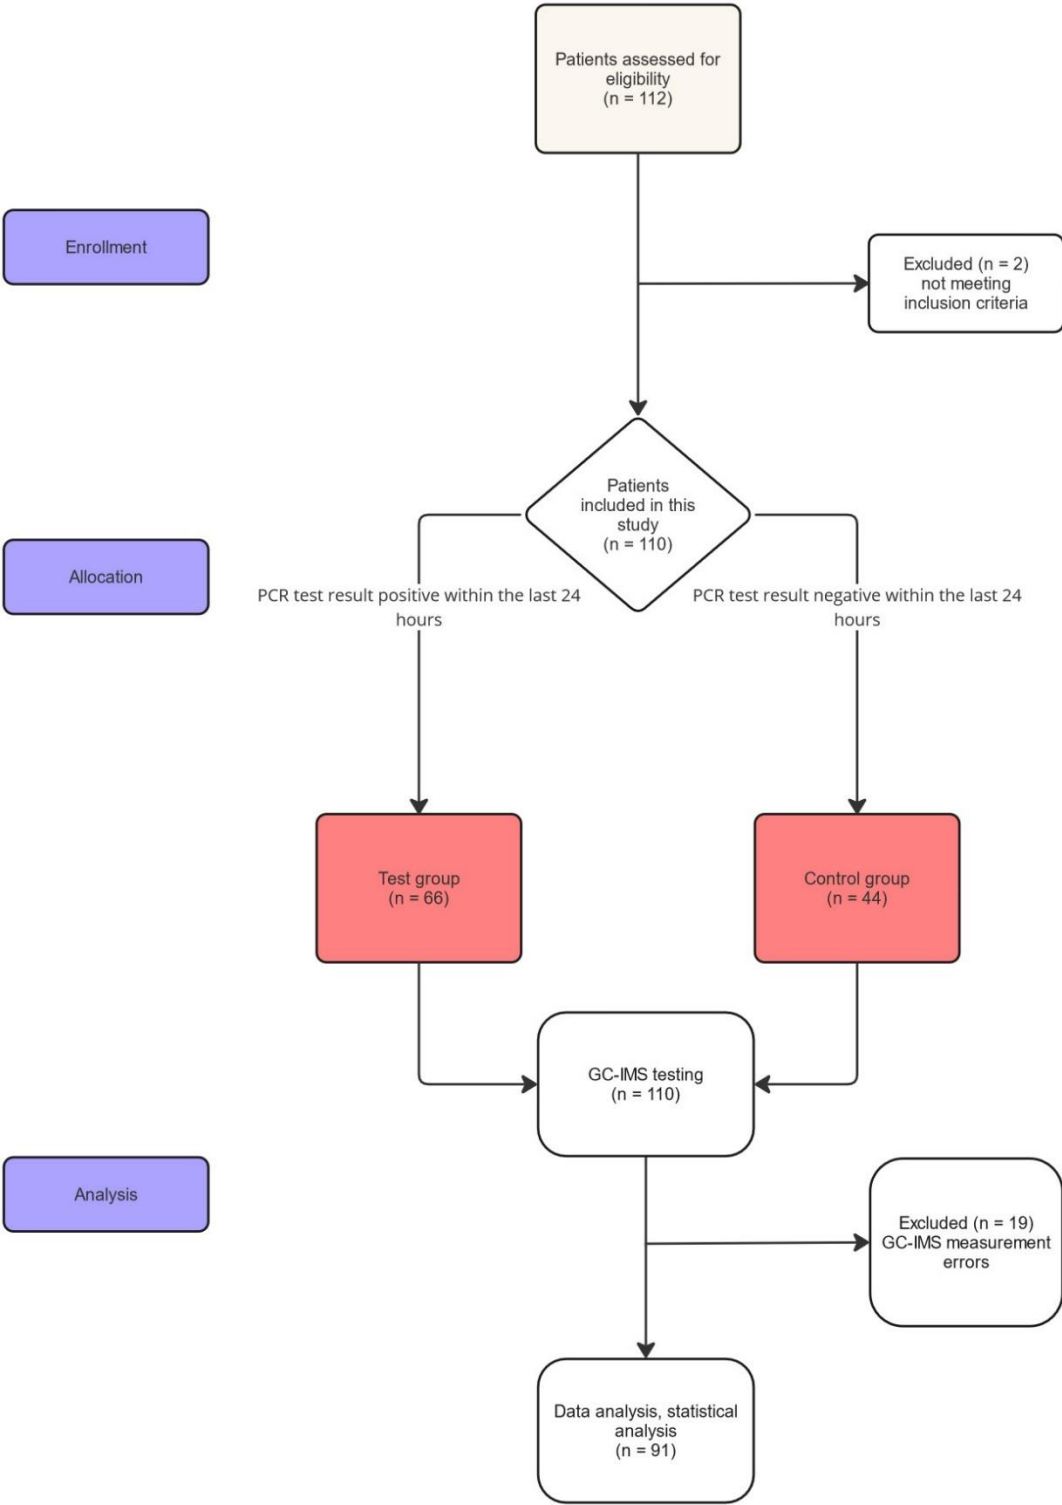 Patients assessed for
eligibility
(n = 112)
Enrollment
Excluded (n = 2)
not meeting
inclusion criteria
Patients
included in this
study
(n = 110)
Allocation
PCR test result positive within the last 24
hours
PCR test result negative within the last 24
hours
Test group
(n = 66)
Control group
(n = 44)
GC-IMS testing
(n = 110)
Analysis
Excluded (n = 19)
GC-IMS measurement
errors
Data analysis, statistical
analysis
(n = 91)